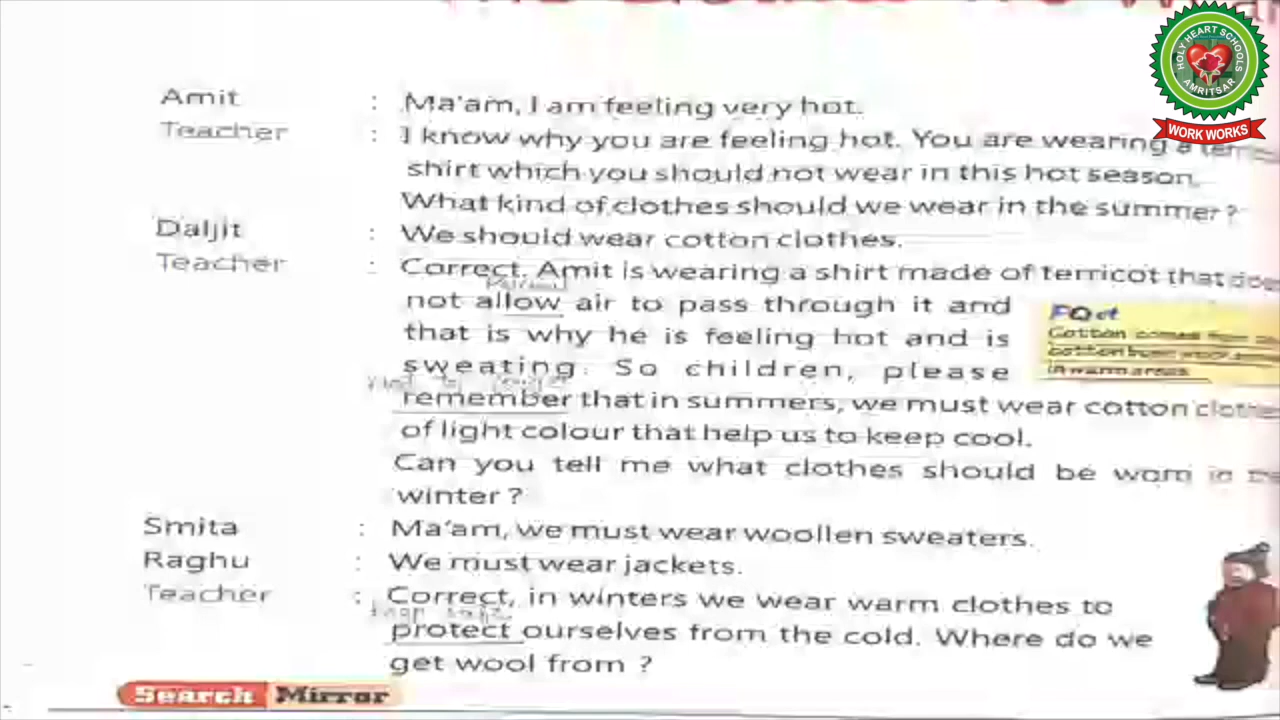 HOLY HEART SCHOOLS
AMRITSAR
WORK WORKS
Amit : Ma'am, I am feeling very hot.
Teacher : I know why you are feeling hot. You are wearing a
shirt which you should not wear in this hot season.
What kind of clothes should we wear in the summer?
Daljit : We should wear cotton clothes.
Teacher : Correct. Amit is wearing a shirt made of terricot that
not allow air to pass through it and
that is why he is feeling hot and is
sweating. So children, please
remember that in summers, we must wear cotton
of light colour that help us to keep cool.
Can you tell me what clothes should be worn in
winter ?
Fact
Cotton comes
in warm areas
Smita : Ma'am, we must wear woollen sweaters.
Raghu : We must wear jackets.
Teacher : Correct, in winters we wear warm clothes to
protect ourselves from the cold. Where do we
get wool from ?
Search Mirror